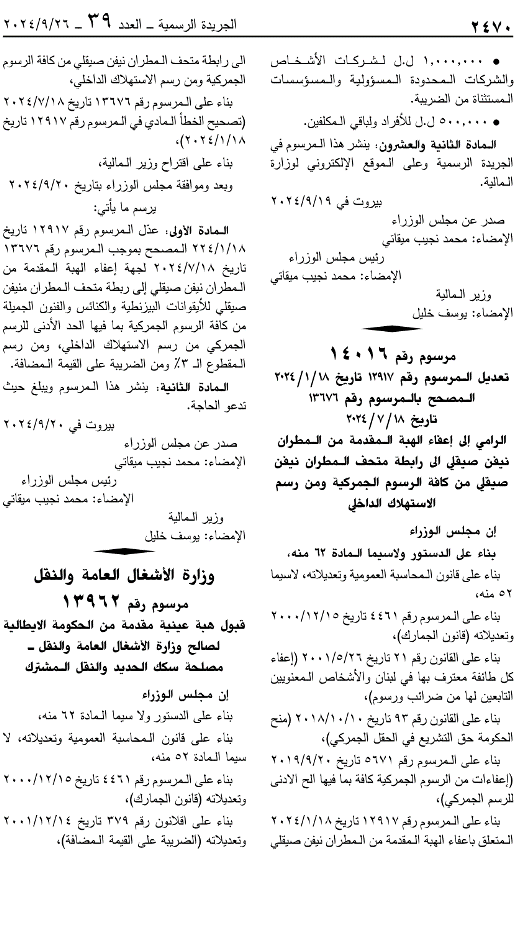 ٢٤٧٠
الجريدة الرسمية ـ العدد ٣٩ ـ ٢٠٢٤/٩/٢٦
● ١,٠٠٠,٠٠٠ ل.ل لشركات الأشخاص
والشركات المحدودة المسؤولية والمؤسسات
المستثناة من الضريبة.
● ٥٠٠,٠٠٠ ل.ل للأفراد ولباقي المكلفين.
المادة الثانية والعشرون: ينشر هذا المرسوم في
الجريدة الرسمية وعلى الموقع الإلكتروني لوزارة
المالية.
بيروت في ٢٠٢٤/٩/١٩
صدر عن مجلس الوزراء
الإمضاء: محمد نجيب ميقاتي
رئيس مجلس الوزراء
الإمضاء: محمد نجيب ميقاتي
وزير المالية
الإمضاء: يوسف خليل
مرسوم رقم ١٤٠١٦
تعديل المرسوم رقم ١٢٩١٧ تاريخ ٢٠٢٤/١/١٨
المصحح بالمرسوم رقم ١٣٦٧٦
تاريخ ٢٠٢٤/٧/١٨
الرامي إلى إعفاء الهبة المقدمة من المطران
نيفن صيقلي الى رابطة متحف المطران نيفن
صيقلي من كافة الرسوم الجمركية ومن رسم
الاستهلاك الداخلي
إن مجلس الوزراء
بناء على الدستور ولاسيما المادة ٦٢ منه،
بناء على قانون المحاسبة العمومية وتعديلاته، لاسيما
٥٢ منه،
بناء على المرسوم رقم ٤٤٦١ تاريخ ٢٠٠٠/١٢/١٥
وتعديلاته (قانون الجمارك)،
بناء على القانون رقم ٢١٠ تاريخ ٢٠٠١/٥/٢٦ (إعفاء
كل طائفة معترف بها في لبنان والأشخاص المعنويين
التابعين لها من ضرائب ورسوم)،
بناء على القانون رقم ٩٣ تاريخ ٢٠١٨/١٠/١٠ (منح
الحكومة حق التشريع في الحقل الجمركي)،
بناء على المرسوم رقم ٥٦٧١ تاريخ ٢٠١٩/٩/٢٠
(إعفاءات من الرسوم الجمركية كافة بما فيها الح الادنى
للرسم الجمركي)،
بناء على المرسوم رقم ١٢٩١٧ تاريخ ٢٠٢٤/١/١٨
المتعلق باعفاء الهبة المقدمة من المطران نيفن صيقلي
الى رابطة متحف المطران نيفن صيقلي من كافة الرسوم
الجمركية ومن رسم الاستهلاك الداخلي،
بناء على المرسوم رقم ١٣٦٧٦ تاريخ ٢٠٢٤/٧/١٨
(تصحيح الخطأ المادي في المرسوم رقم ١٢٩١٧ تاريخ
٢٠٢٤/١/١٨)،
بناء على اقتراح وزير المالية،
وبعد وموافقة مجلس الوزراء بتاريخ ٢٠٢٤/٩/٢٠
يرسم ما يأتي:
المادة الأولى: عدّل المرسوم رقم ١٢٩١٧ تاريخ
٢٢٤/١/١٨ المصحح بموجب المرسوم رقم ١٣٦٧٦
تاريخ ٢٠٢٤/٧/١٨ لجهة إعفاء الهبة المقدمة من
المطران نيفن صيقلي إلى ربطة متحف المطران منيفن
صيقلي للأيقوانات البيزنطية والكنائس والفنون الجميلة
من كافة الرسوم الجمركية بما فيها الحد الأدنى للرسم
الجمركي من رسم الاستهلاك الداخلي، ومن رسم
المقطوع الـ ٣٪ ومن الضريبة على القيمة المضافة.
المادة الثانية: ينشر هذا المرسوم ويبلغ حيث
تدعو الحاجة.
بيروت في ٢٠٢٤/٩/٢٠
صدر عن مجلس الوزراء
الإمضاء: محمد نجيب ميقاتي
رئيس مجلس الوزراء
الإمضاء: محمد نجيب ميقاتي
وزير المالية
الإمضاء: يوسف خليل
وزارة الأشغال العامة والنقل
مرسوم رقم ١٣٩٦٢
قبول هبة عينية مقدمة من الحكومة الايطالية
لصالح وزارة الأشغال العامة والنقل ـ
مصلحة سكك الحديد والنقل المشترك
إن مجلس الوزراء
بناء على الدستور ولا سيما المادة ٦٢ منه،
بناء على قانون المحاسبة العمومية وتعديلاته، لا
سيما المادة ٥٢ منه،
بناء على المرسوم رقم ٤٤٦١ تاريخ ٢٠٠٠/١٢/١٥
وتعديلاته (قانون الجمارك)،
بناء على اقلانون رقم ٣٧٩ تاريخ ٢٠٠١/١٢/١٤
وتعديلاته (الضريبة على القيمة المضافة)،